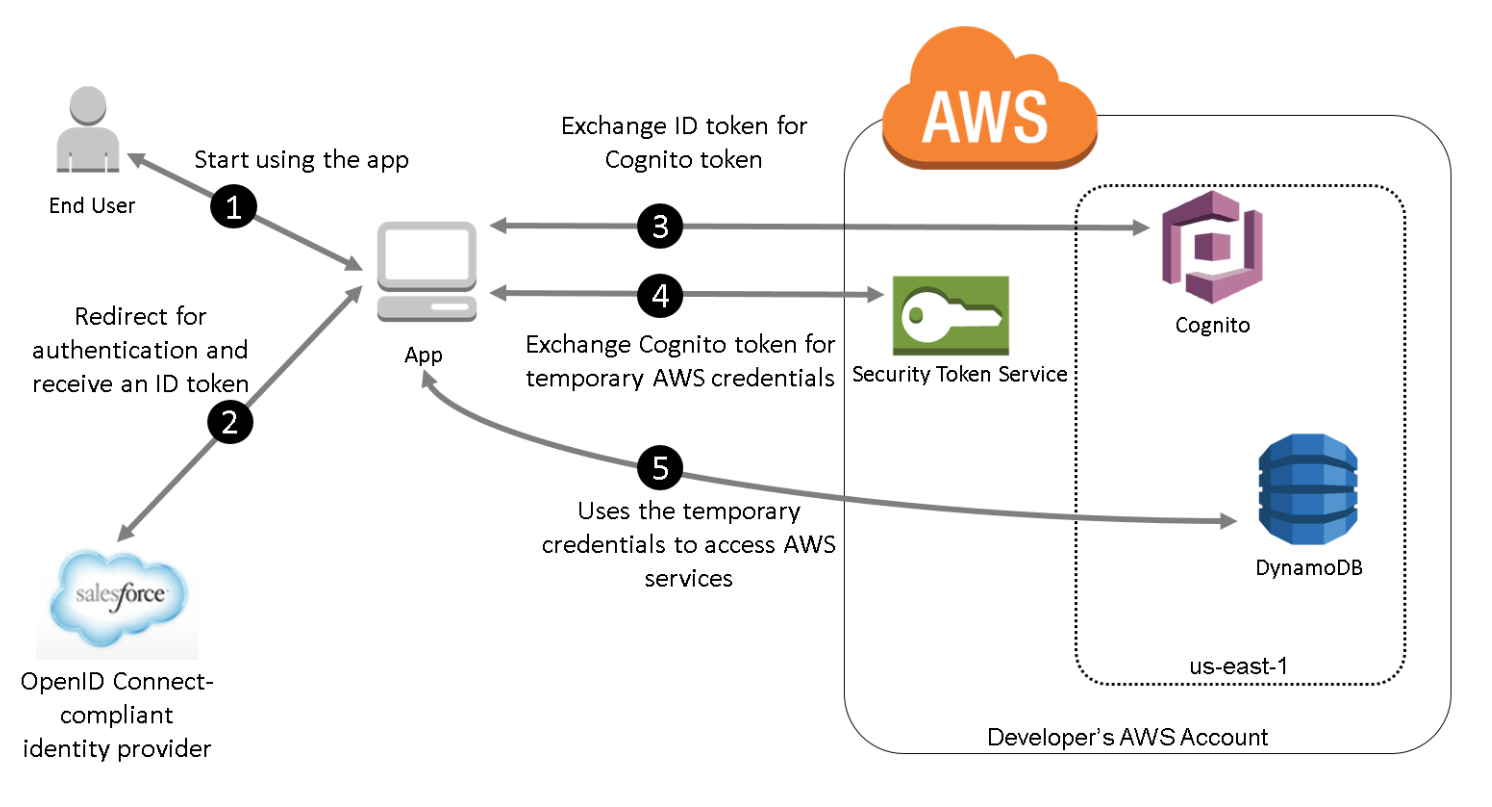 AWS
Exchange ID token for
Cognito token
Start using the app
End User
1
3
4
Redirect for
authentication and
receive an ID token
App
Exchange Cognito token for
temporary AWS credentials
Security Token Service
Cognito
2
5
Uses the temporary
credentials to access AWS
services
DynamoDB
salesforce
OpenID Connect-
compliant
identity provider
us-east-1
Developer's AWS Account